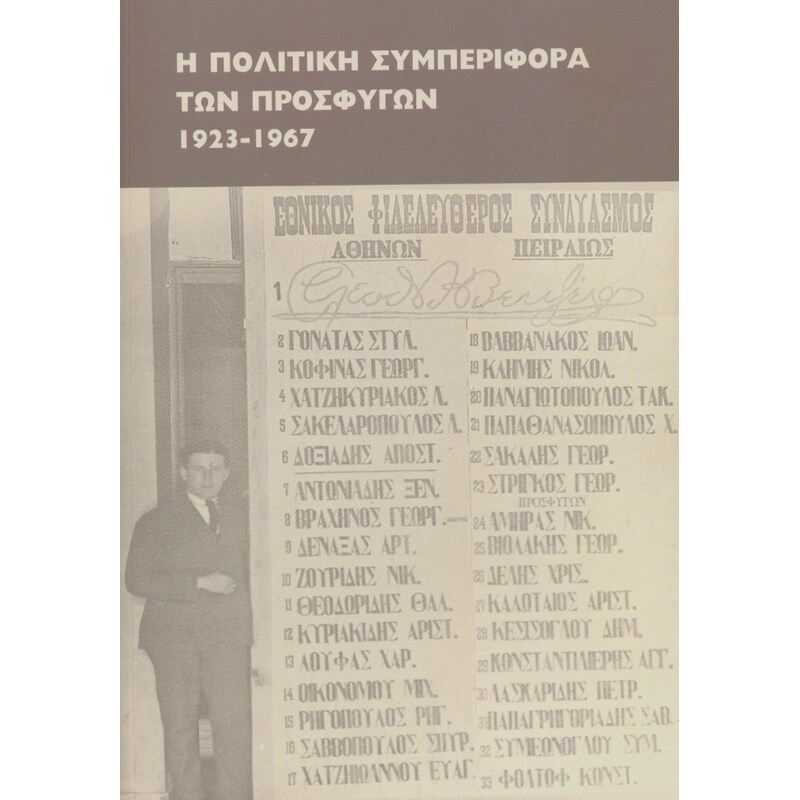 Η ΠΟΛΙΤΙΚΗ ΣΥΜΠΕΡΙΦΟΡΑ
ΤΩΝ ΠΡΟΣΦΥΓΩΝ
1923-1967
ΕΘΝΙΚΟΣ ΦΙΛΕΛΕΥΘΕΡΟΣ ΣΥΝΔΥΑΣΜΟΣ
ΑΘΗΝΩΝ
1
2 ΓΟΝΑΤΑΣ ΣΤΥΛ.
3 ΚΟΦΙΝΑΣ ΓΕΩΡΓ.
4 ΧΑΤΖΗΚΥΡΙΑΚΟΣ Λ.
5 ΣΑΚΕΛΑΡΟΠΟΥΛΟΣ Λ.
6 ΔΟΞΙΑΔΗΣ ΑΠΟΣΤ.
7 ΑΝΤΩΝΙΑΔΗΣ ΞΕΝ.
8 ΒΡΑΧΗΝΟΣ ΓΕΩΡΓ.
9 ΔΕΝΑΞΑΣ ΑΡΤ.
10 ΖΟΥΡΙΔΗΣ ΝΙΚ.
11 ΘΕΟΔΩΡΙΔΗΣ ΘΑΛ.
12 ΚΥΡΙΑΚΙΔΗΣ ΑΡΙΣΤ.
13 ΛΟΥΦΑΣ ΧΑΡ.
14 ΟΙΚΟΝΟΜΟΥ ΜΙΧ.
15 ΡΗΓΟΠΟΥΛΟΣ ΡΗΓ.
16 ΣΑΒΒΟΠΟΥΛΟΣ ΣΠΥΡ.
17 ΧΑΤΖΗΙΩΑΝΝΟΥ ΕΥΑΓ.
ΠΕΙΡΑΙΩΣ
18 ΒΑΒΒΑΝΑΚΟΣ ΙΩΑΝ.
19 ΚΛΗΜΗΣ ΝΙΚΟΛ.
20 ΠΑΝΑΓΙΩΤΟΠΟΥΛΟΣ ΤΑΚ.
21 ΠΑΠΑΘΑΝΑΣΟΠΟΥΛΟΣ Χ.
22 ΣΑΚΑΛΗΣ ΓΕΩΡ.
23 ΣΤΡΙΓΚΟΣ ΓΕΩΡ.
ΠΡΟΣΦΥΓΩΝ
24 ΑΜΗΡΑΣ ΝΙΚ.
25 ΒΙΟΛΑΚΗΣ ΓΕΩΡ.
26 ΔΕΛΗΣ ΧΡΙΣ.
27 ΚΑΛΟΤΑΙΟΣ ΑΡΙΣΤ.
28 ΚΕΣΙΣΟΓΛΟΥ ΔΗΜ.
29 ΚΩΝΣΤΑΝΤΙΛΙΕΡΗΣ ΑΓΓ.
30 ΛΑΣΚΑΡΙΔΗΣ ΠΕΤΡ.
31 ΠΑΠΑΓΡΗΓΟΡΙΑΔΗΣ ΣΑΒ.
32 ΣΥΜΕΩΝΟΓΛΟΥ ΣΥΜ.
33 ΦΟΛΤΟΦ ΚΩΝΣΤ.